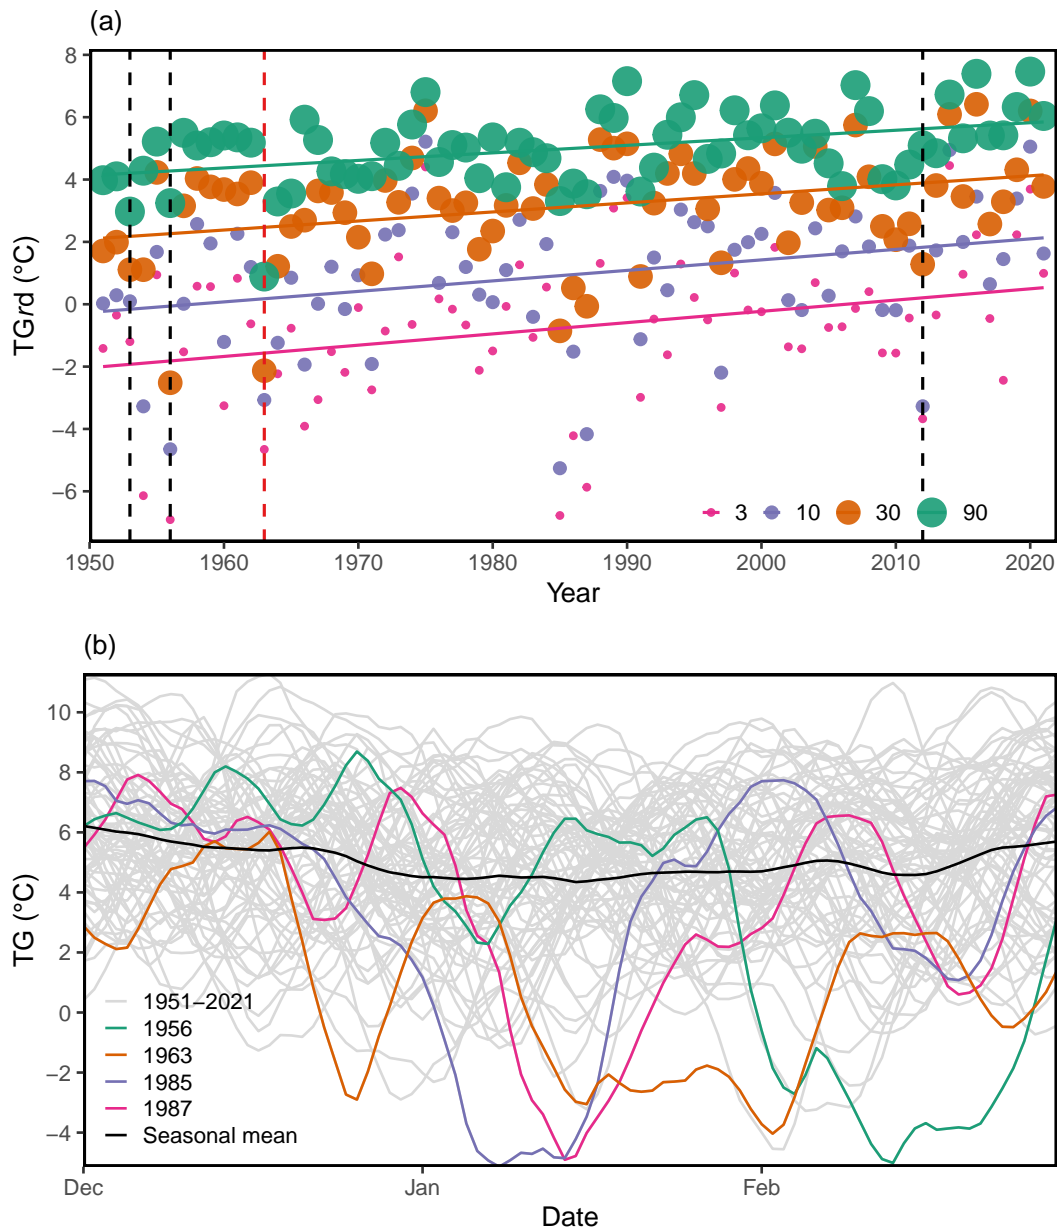 (a)
8
6
4
2
0
−2
−4
−6
TGrd (°C)
3 10 30 90
1950 1960 1970 1980 1990 2000 2010 2020
Year
(b)
10
8
6
4
2
0
−2
−4
TG (°C)
1951−2021
1956
1963
1985
1987
Seasonal mean
Dec Jan Feb
Date